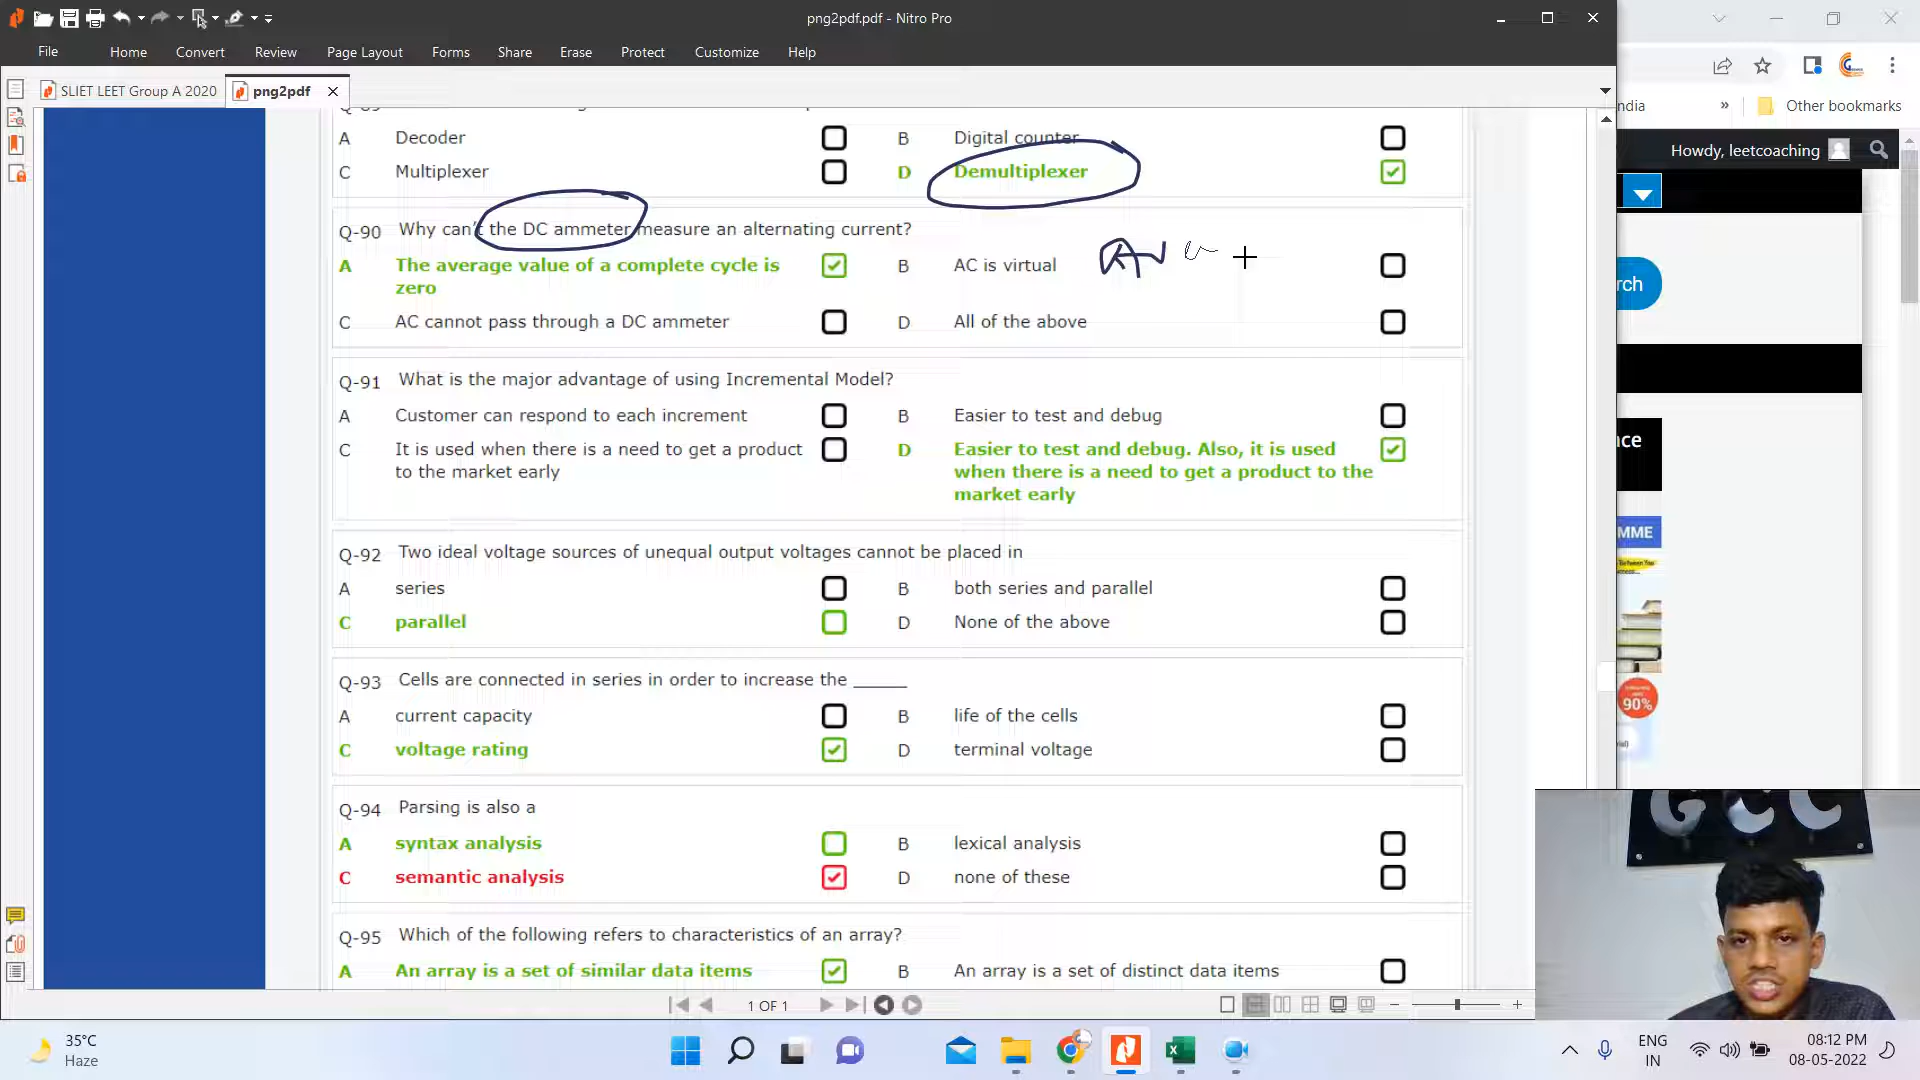 png2pdf.pdf - Nitro Pro
File Home Convert Review Page Layout Forms Share Erase Protect Customize Help
SLIET LEET Group A 2020
png2pdf
ndia
»
Other bookmarks
Howdy, leetcoaching
A Decoder
B Digital counter
C Multiplexer
D Demultiplexer
Q-90 Why can't the DC ammeter measure an alternating current?
A The average value of a complete cycle is
zero
B AC is virtual
Av
C AC cannot pass through a DC ammeter
D All of the above
Q-91 What is the major advantage of using Incremental Model?
A Customer can respond to each increment
B Easier to test and debug
C It is used when there is a need to get a product
to the market early
D Easier to test and debug. Also, it is used
when there is a need to get a product to the
market early
Q-92 Two ideal voltage sources of unequal output voltages cannot be placed in
A series
B both series and parallel
C parallel
D None of the above
Q-93 Cells are connected in series in order to increase the ______
A current capacity
B life of the cells
C voltage rating
D terminal voltage
Q-94 Parsing is also a
A syntax analysis
B lexical analysis
C semantic analysis
D none of these
Q-95 Which of the following refers to characteristics of an array?
A An array is a set of similar data items
B An array is a set of distinct data items
rch
nce
MME
90%
GCC
1 OF 1
35°C
Haze
ENG
IN
08:12 PM
08-05-2022